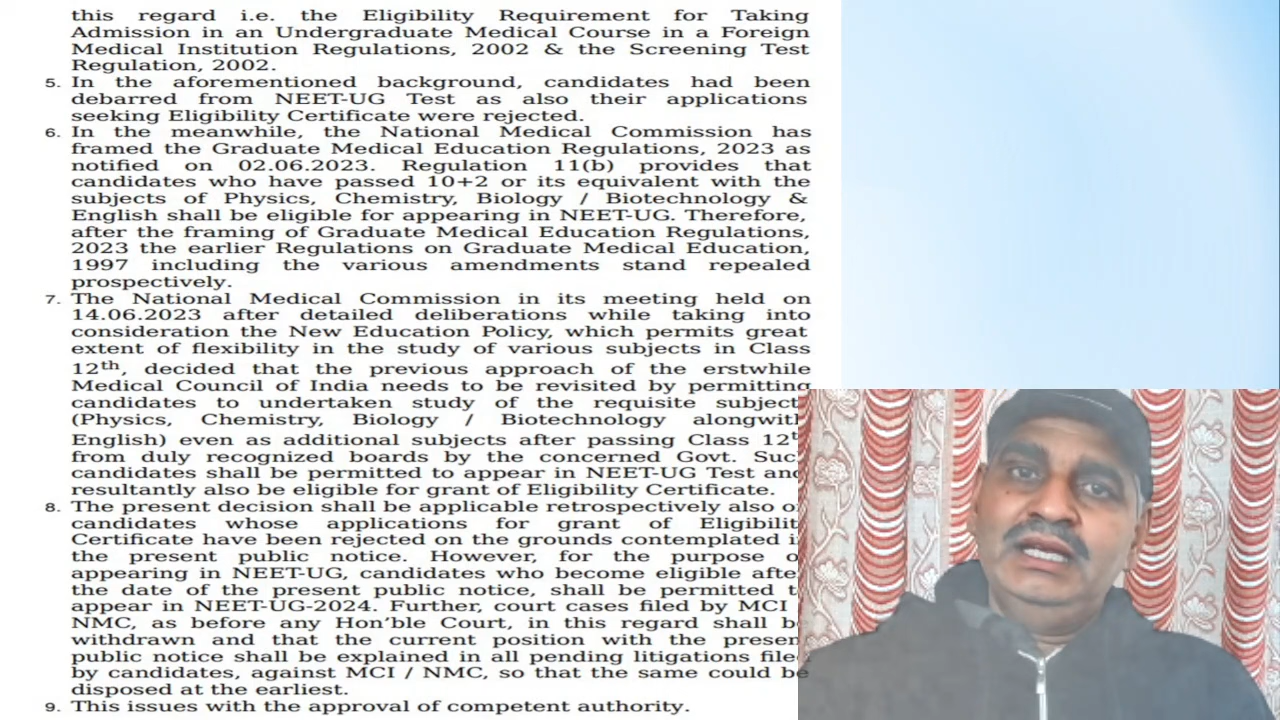 this regard i.e. the Eligibility Requirement for Taking
Admission in an Undergraduate Medical Course in a Foreign
Medical Institution Regulations, 2002 & the Screening Test
Regulation, 2002.
5. In the aforementioned background, candidates had been
debarred from NEET-UG Test as also their applications
seeking Eligibility Certificate were rejected.
6. In the meanwhile, the National Medical Commission has
framed the Graduate Medical Education Regulations, 2023 as
notified on 02.06.2023. Regulation 11(b) provides that
candidates who have passed 10+2 or its equivalent with the
subjects of Physics, Chemistry, Biology / Biotechnology &
English shall be eligible for appearing in NEET-UG. Therefore,
after the framing of Graduate Medical Education Regulations,
2023 the earlier Regulations on Graduate Medical Education,
1997 including the various amendments stand repealed
prospectively.
7. The National Medical Commission in its meeting held on
14.06.2023 after detailed deliberations while taking into
consideration the New Education Policy, which permits great
extent of flexibility in the study of various subjects in Class
12th, decided that the previous approach of the erstwhile
Medical Council of India needs to be revisited by permitting
candidates to undertaken study of the requisite subject
(Physics, Chemistry, Biology / Biotechnology alongwith
English) even as additional subjects after passing Class 12t
from duly recognized boards by the concerned Govt. Suc
candidates shall be permitted to appear in NEET-UG Test and
resultantly also be eligible for grant of Eligibility Certificate.
8. The present decision shall be applicable retrospectively also o
candidates whose applications for grant of Eligibilit
Certificate have been rejected on the grounds contemplated i
the present public notice. However, for the purpose o
appearing in NEET-UG, candidates who become eligible afte
the date of the present public notice, shall be permitted t
appear in NEET-UG-2024. Further, court cases filed by MCI
NMC, as before any Hon'ble Court, in this regard shall be
withdrawn and that the current position with the presen
public notice shall be explained in all pending litigations file
by candidates, against MCI / NMC, so that the same could be
disposed at the earliest.
9. This issues with the approval of competent authority.